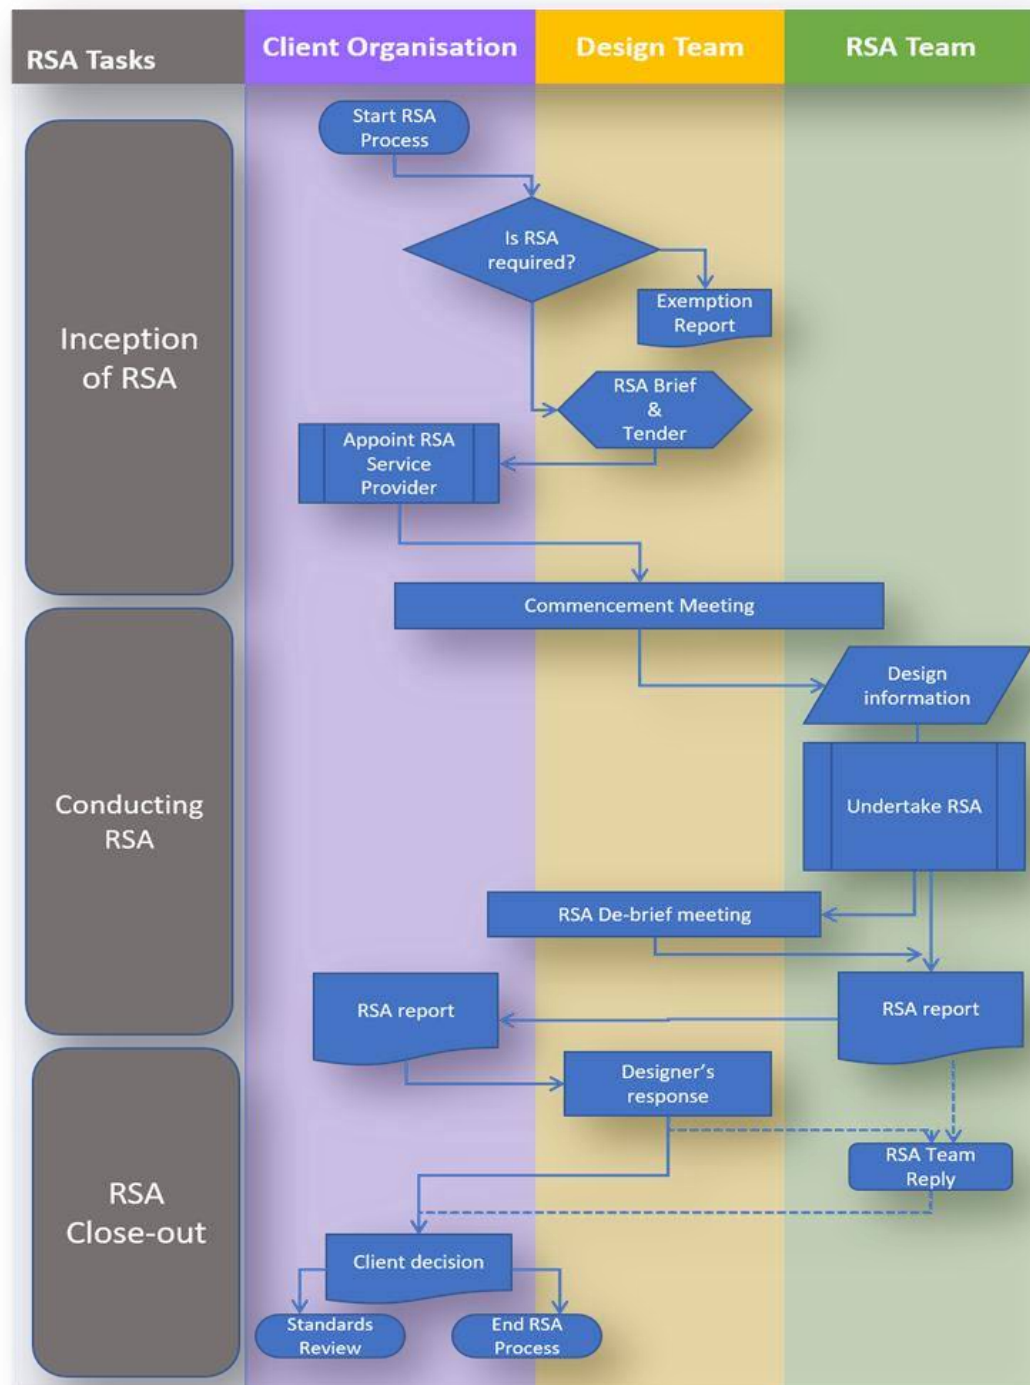 RSA Tasks
Client Organisation
Design Team
RSA Team
Start RSA
Process
Is RSA
required?
Exemption
Report
Inception
of RSA
RSA Brief
&
Tender
Appoint RSA
Service
Provider
Commencement Meeting
Design
information
Conducting
RSA
Undertake RSA
RSA De-brief meeting
RSA report
RSA report
Designer's
response
RSA Team
Reply
RSA
Close-out
Client decision
Standards
Review
End RSA
Process